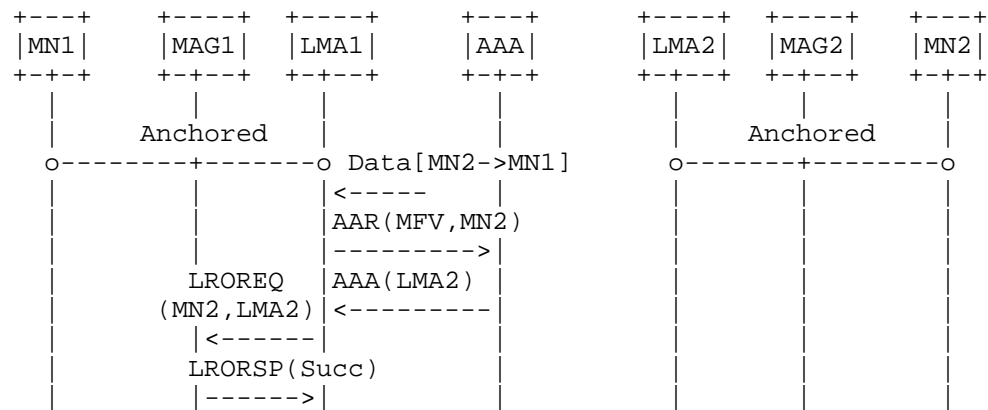 MN1 MAG1 LMA1 AAA LMA2 MAG2 MN2
Anchored Anchored
Data[MN2->MN1]
AAR(MFV,MN2)
LROREQ AAA(LMA2)
(MN2,LMA2)
LRORSP(Succ)